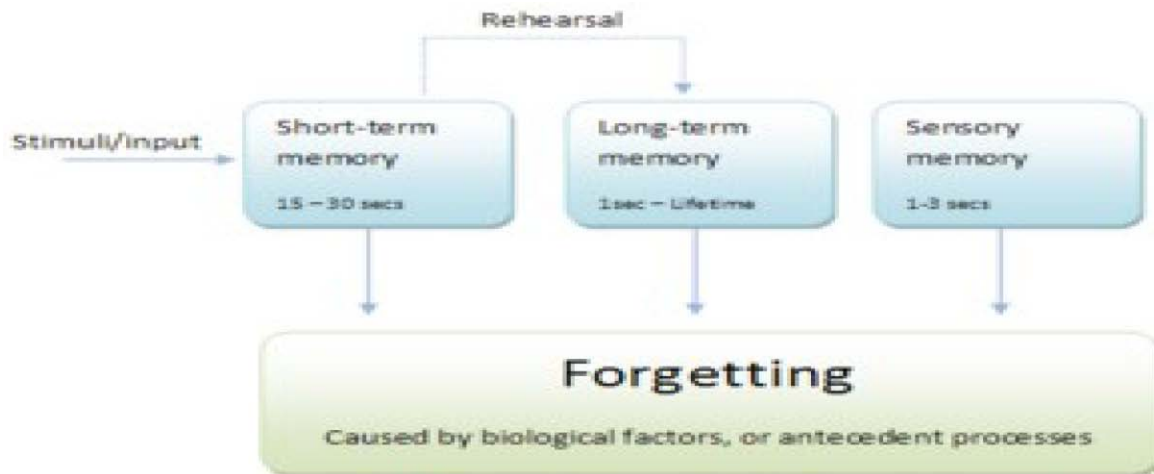 Rehearsal
Stimuli/input
Short-term
memory
15 – 30 secs
Long-term
memory
1sec – Lifetime
Sensory
memory
1-3 secs
Forgetting
Caused by biological factors, or antecedent processes